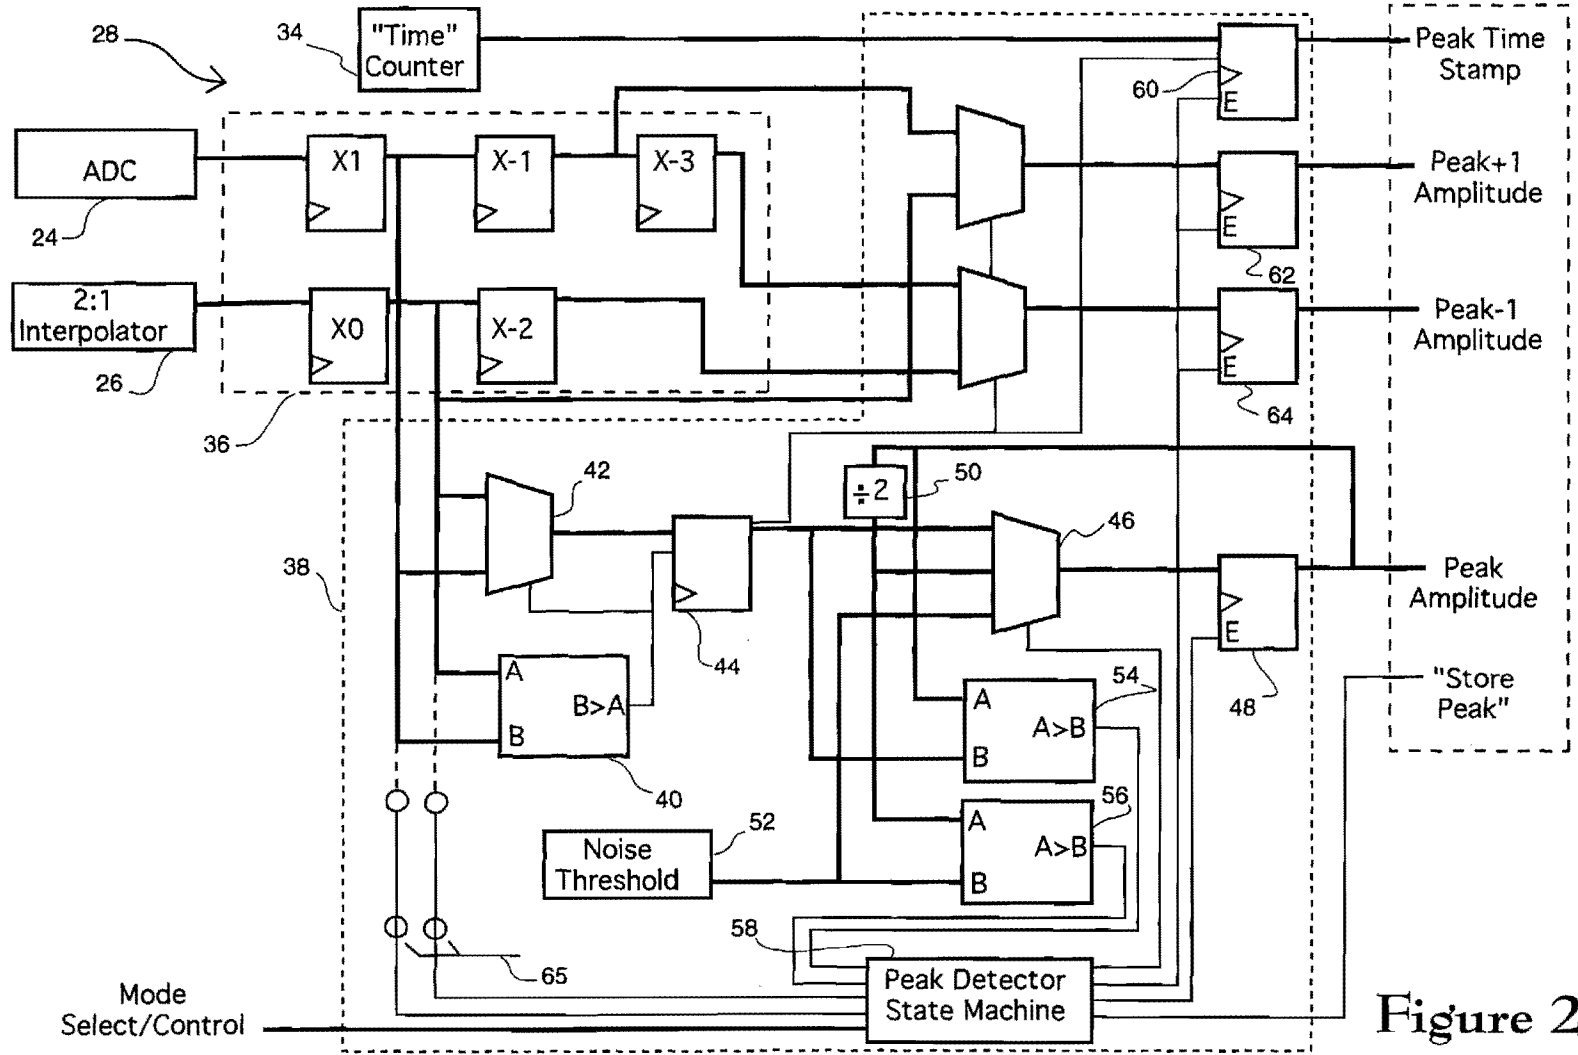 28
34
"Time"
Counter
Peak Time
Stamp
60
E
ADC
24
X1
X-1
X-3
Peak+1
Amplitude
E
62
2:1
Interpolator
26
X0
X-2
Peak-1
Amplitude
E
64
36
42
÷2
50
46
38
44
Peak
Amplitude
E
48
A
B>A
B
40
54
A
A>B
B
"Store
Peak"
56
A
A>B
B
Noise
Threshold
52
58
65
Peak Detector
State Machine
Mode
Select/Control
Figure 2